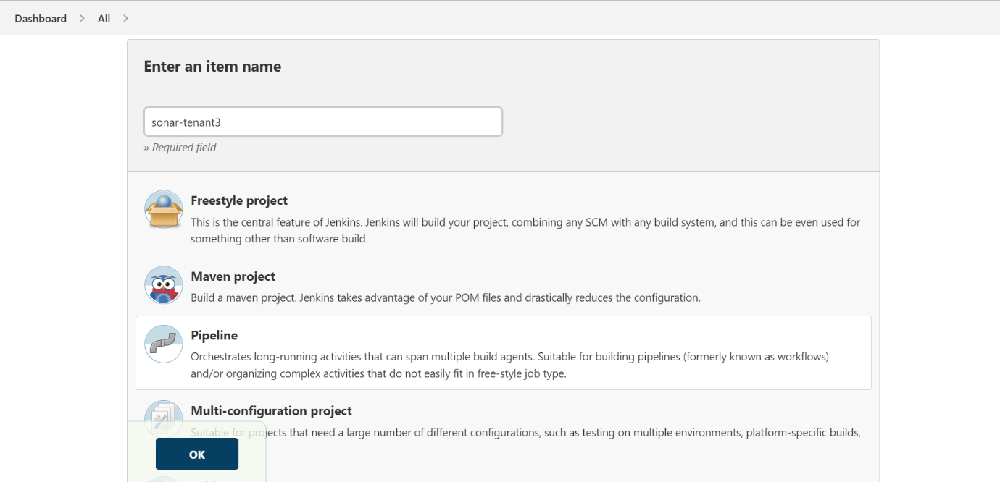 Dashboard > All >
Enter an item name
sonar-tenant3
» Required field
Freestyle project
This is the central feature of Jenkins. Jenkins will build your project, combining any SCM with any build system, and this can be even used for
something other than software build.
Maven project
Build a maven project. Jenkins takes advantage of your POM files and drastically reduces the configuration.
Pipeline
Orchestrates long-running activities that can span multiple build agents. Suitable for building pipelines (formerly known as workflows)
and/or organizing complex activities that do not easily fit in free-style job type.
Multi-configuration project
Suitable for projects that need a large number of different configurations, such as testing on multiple environments, platform-specific builds,
OK